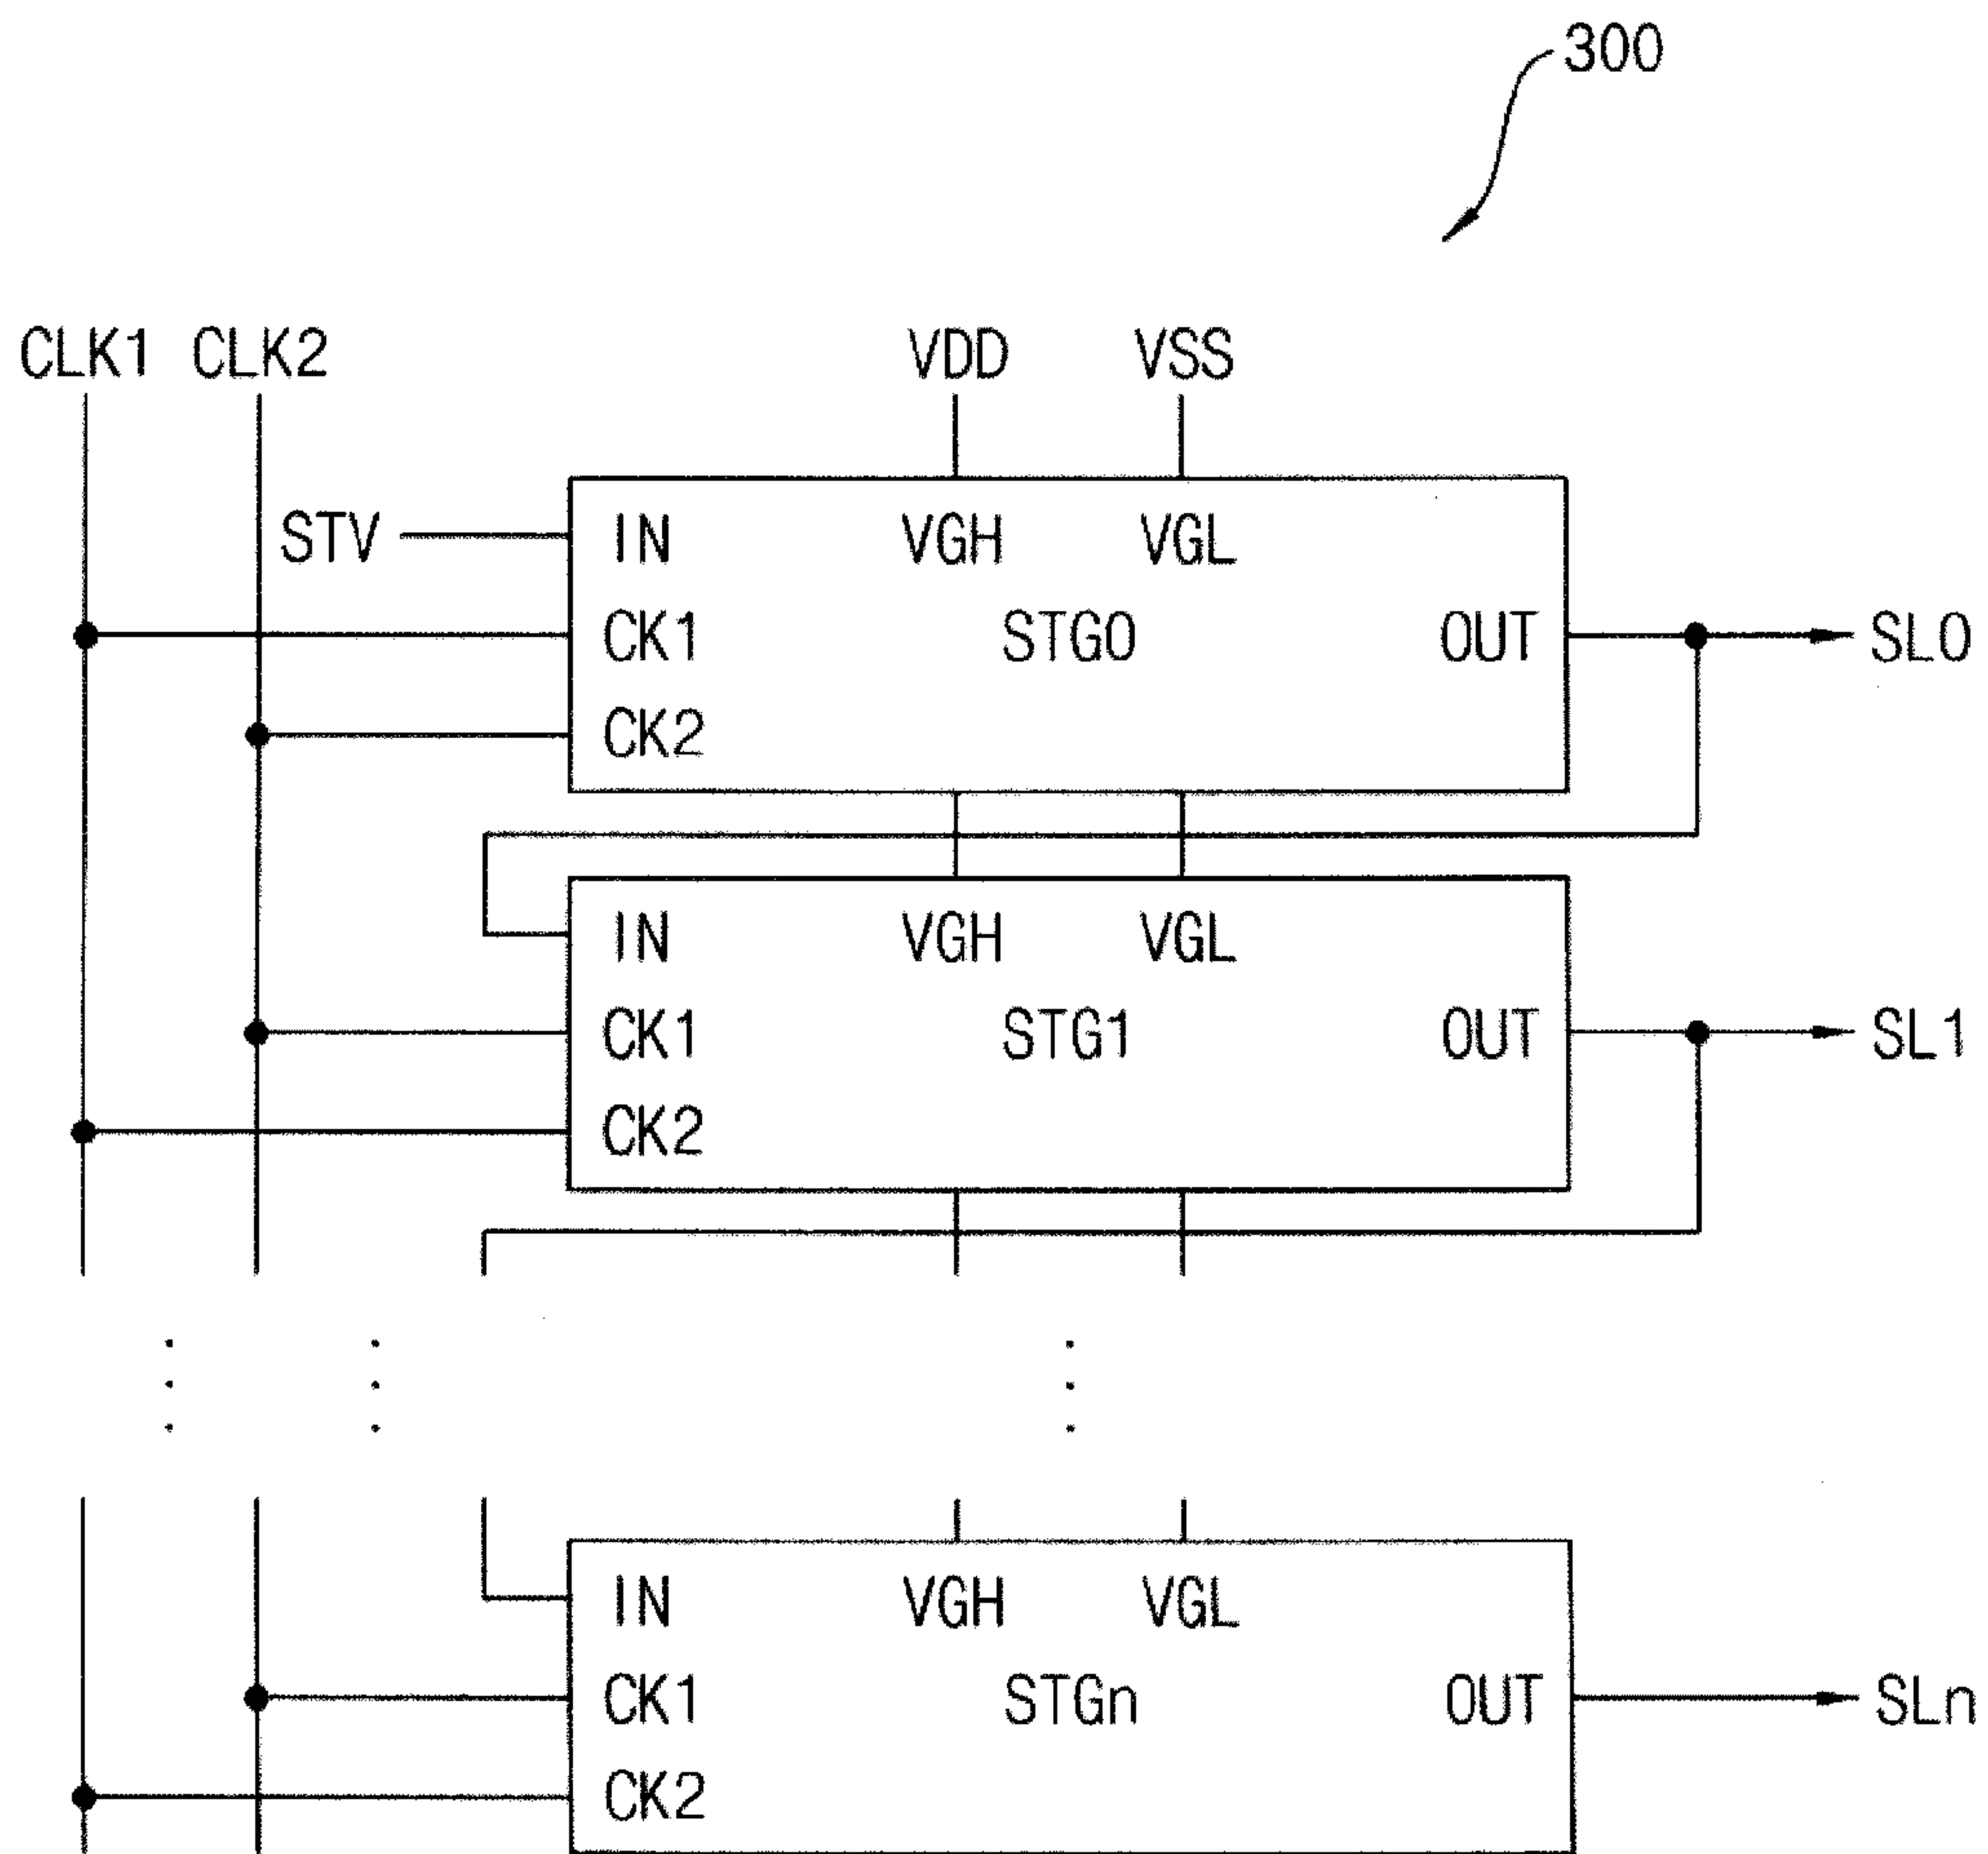 300
CLK1 CLK2 VDD VSS
STV IN VGH VGL
CK1 STG0 OUT SL0
CK2
IN VGH VGL
CK1 STG1 OUT SL1
CK2
IN VGH VGL
CK1 STGn OUT SLn
CK2